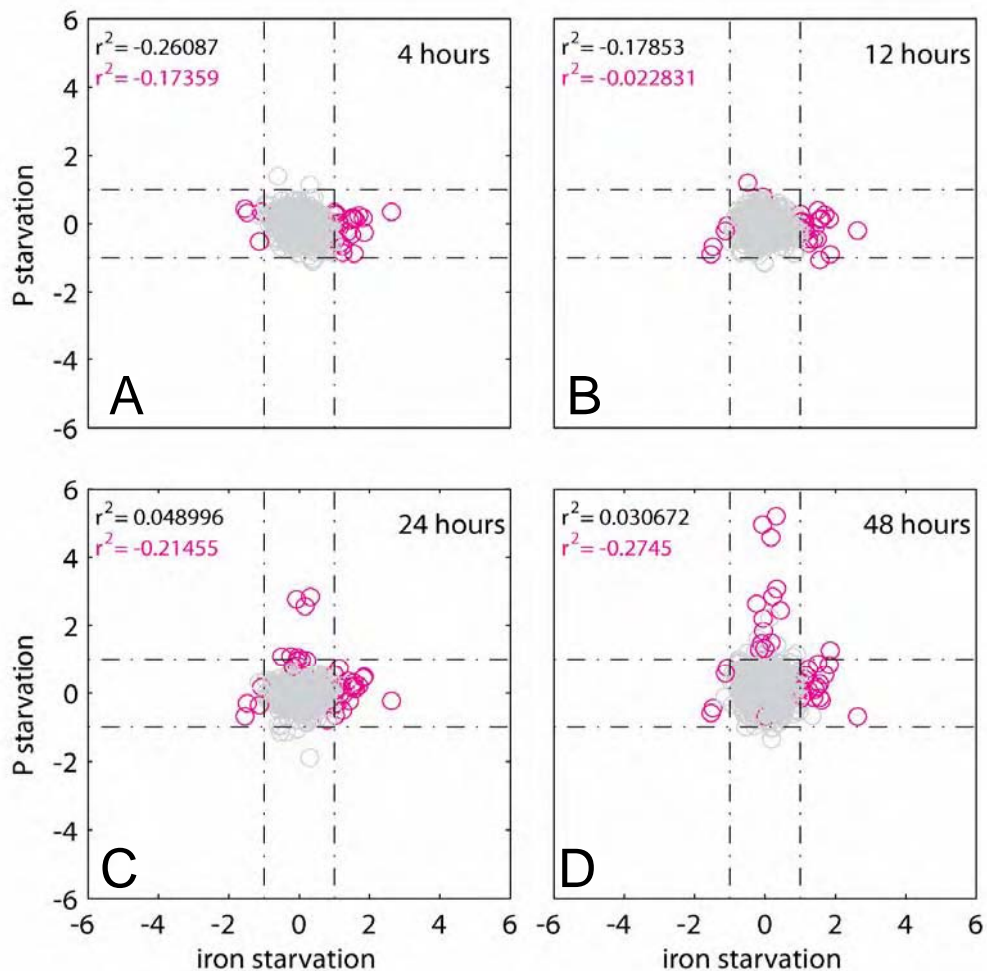 6
r² = -0.26087
4 hours
r² = -0.17359
4
2
0
-2
-4
-6
P starvation
A
r² = -0.17853
12 hours
r² = -0.022831
B
6
r² = 0.048996
24 hours
r² = -0.21455
4
2
0
-2
-4
-6
P starvation
C
-6 -4 -2 0 2 4 6
iron starvation
r² = 0.030672
48 hours
r² = -0.2745
D
-6 -4 -2 0 2 4 6
iron starvation